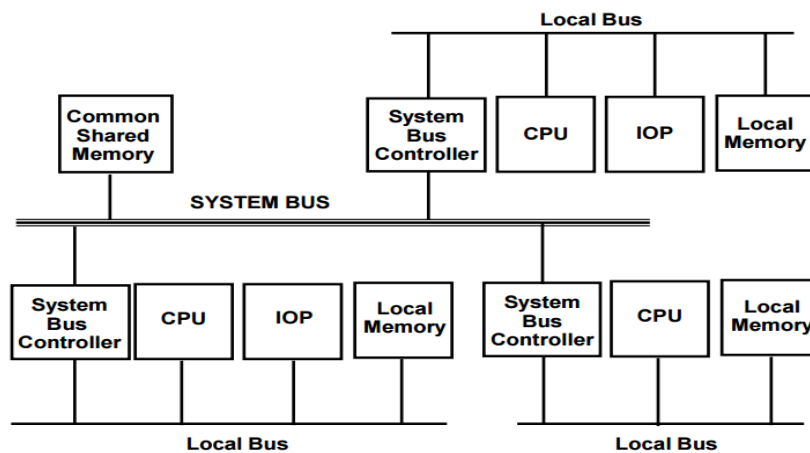 Local Bus
Common
Shared
Memory
System
Bus
Controller
CPU
IOP
Local
Memory
SYSTEM BUS
System
Bus
Controller
CPU
IOP
Local
Memory
System
Bus
Controller
CPU
Local
Memory
Local Bus
Local Bus